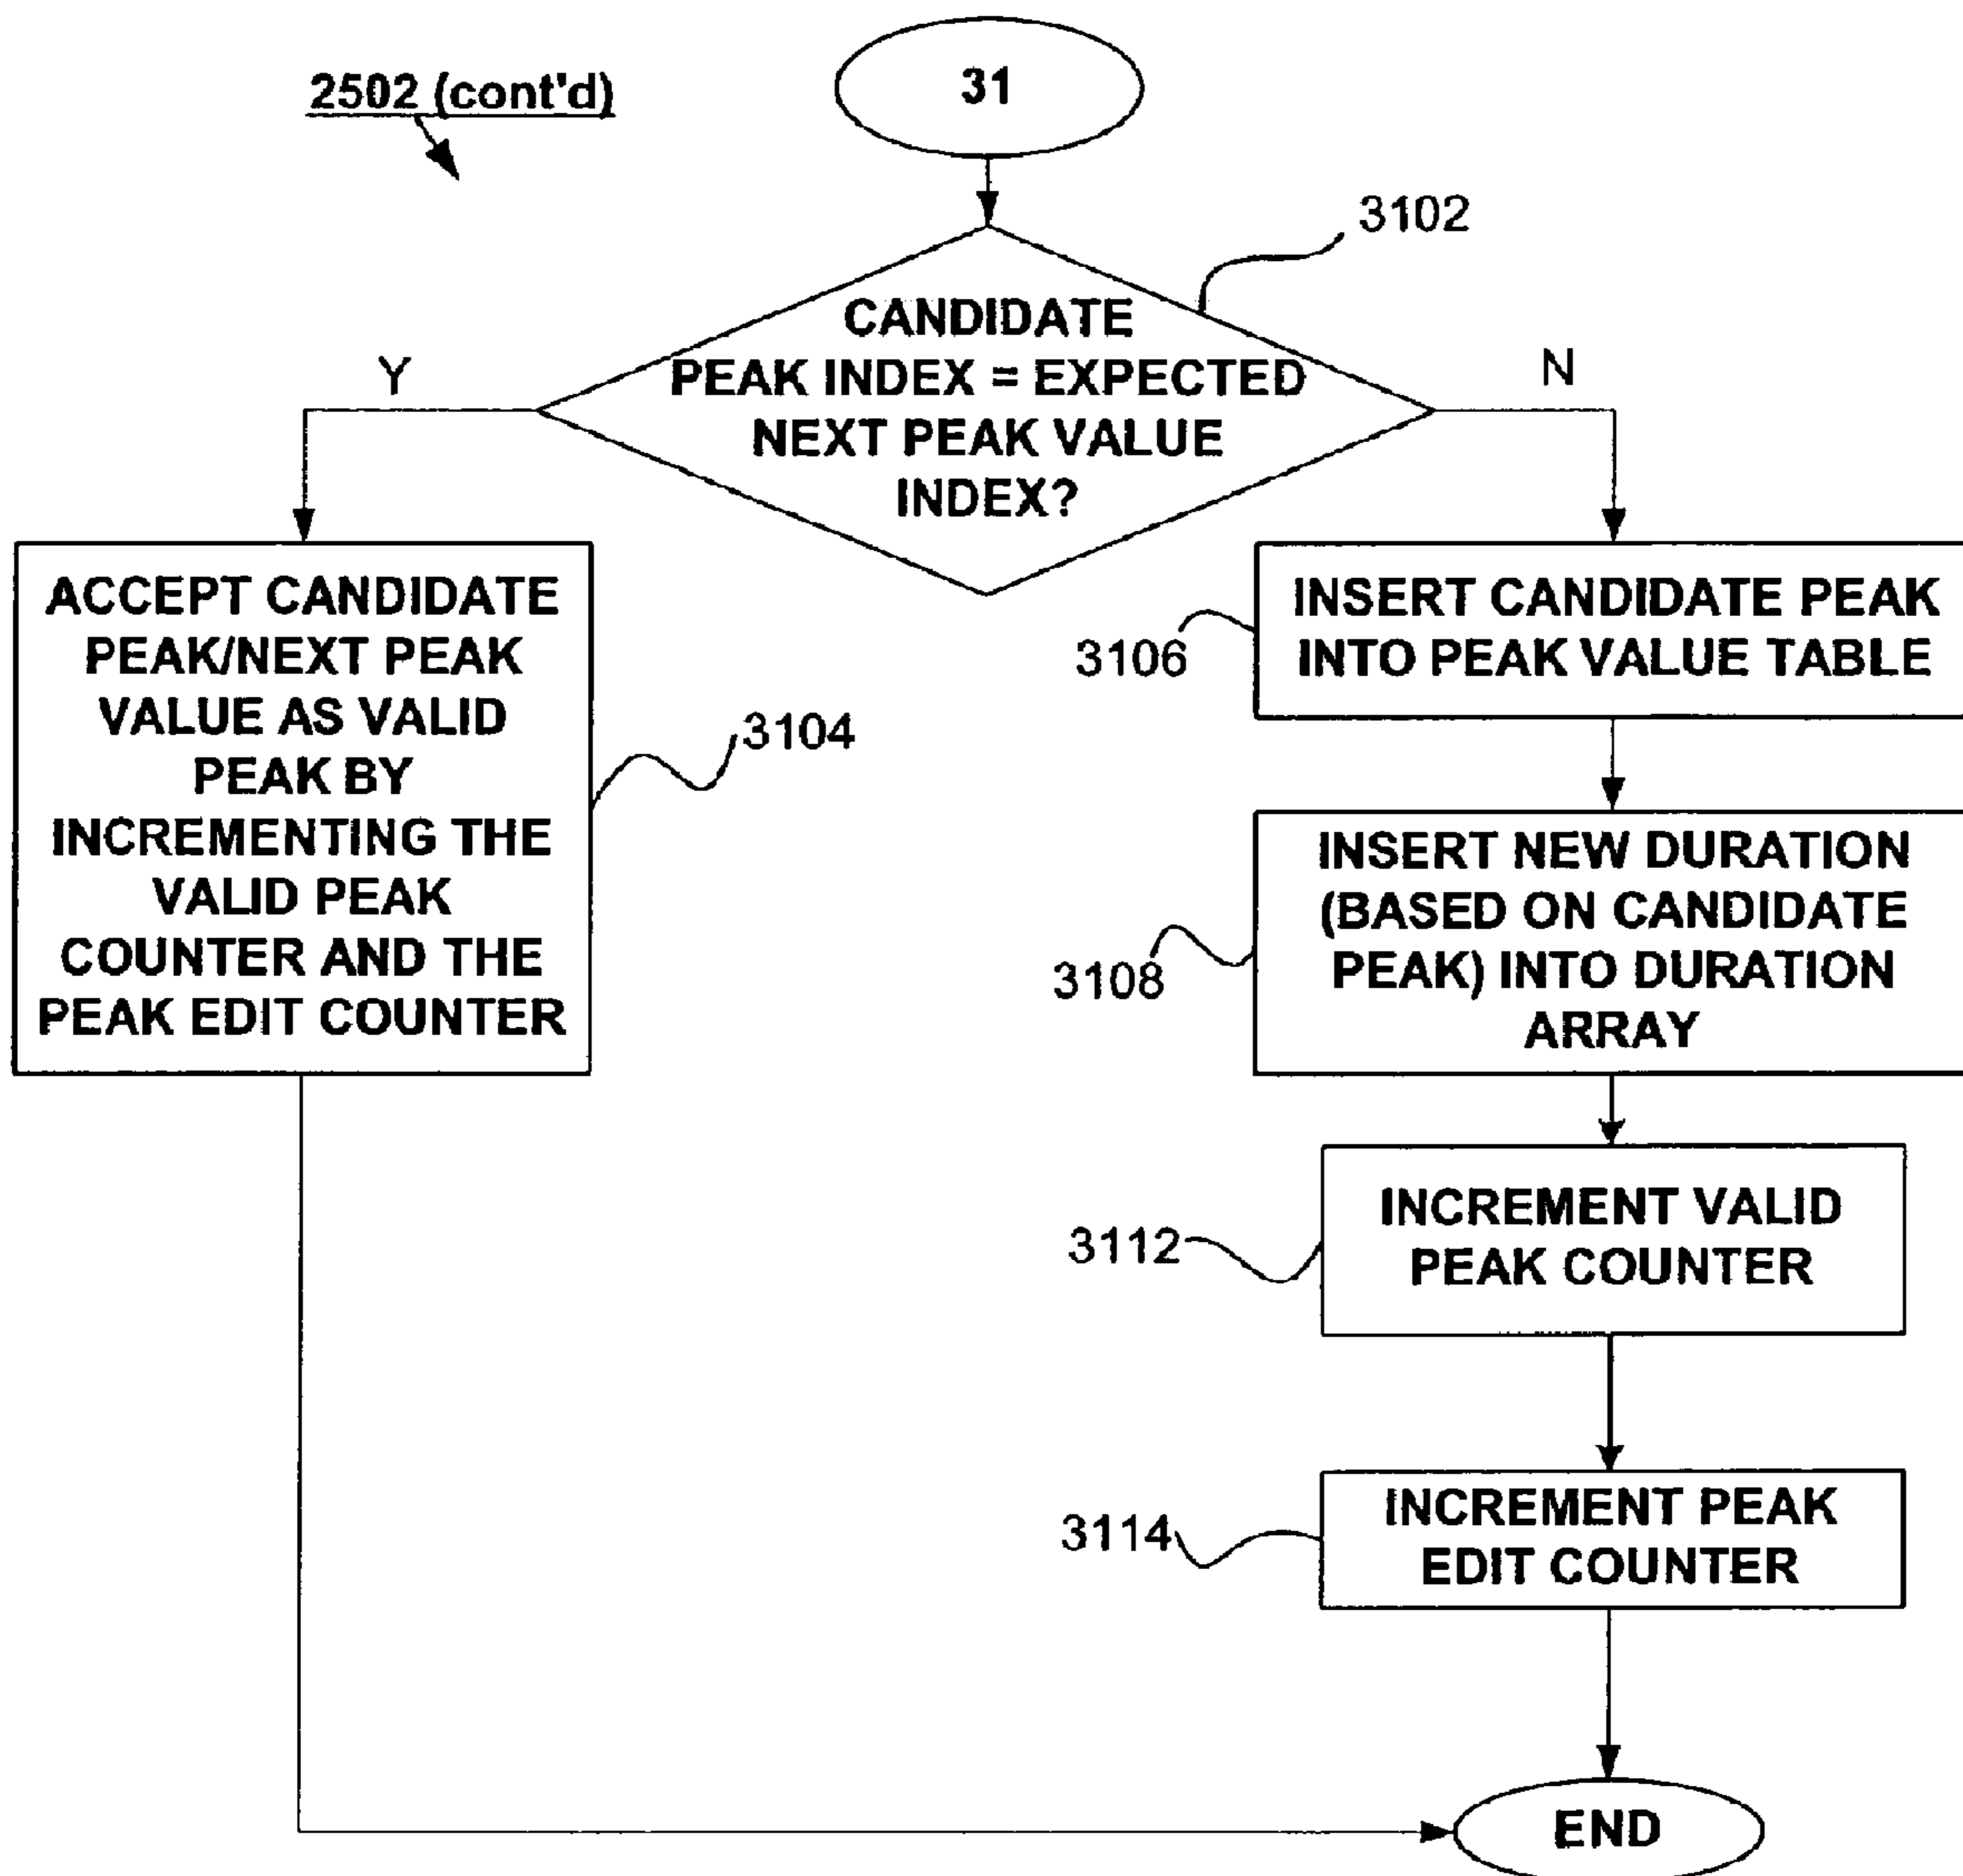 2502 (cont'd)
31
3102
CANDIDATE
PEAK INDEX = EXPECTED
NEXT PEAK VALUE
INDEX?
Y
N
ACCEPT CANDIDATE
PEAK/NEXT PEAK
VALUE AS VALID
PEAK BY
INCREMENTING THE
VALID PEAK
COUNTER AND THE
PEAK EDIT COUNTER
3104
INSERT CANDIDATE PEAK
INTO PEAK VALUE TABLE
3106
INSERT NEW DURATION
(BASED ON CANDIDATE
PEAK) INTO DURATION
ARRAY
3108
INCREMENT VALID
PEAK COUNTER
3112
INCREMENT PEAK
EDIT COUNTER
3114
END